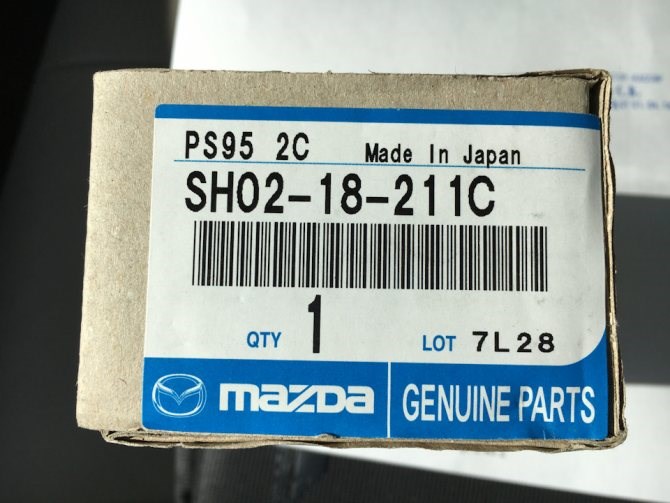 PS95 2C Made In Japan
SH02-18-211C
QTY 1 LOT 7L28
mazda GENUINE PARTS